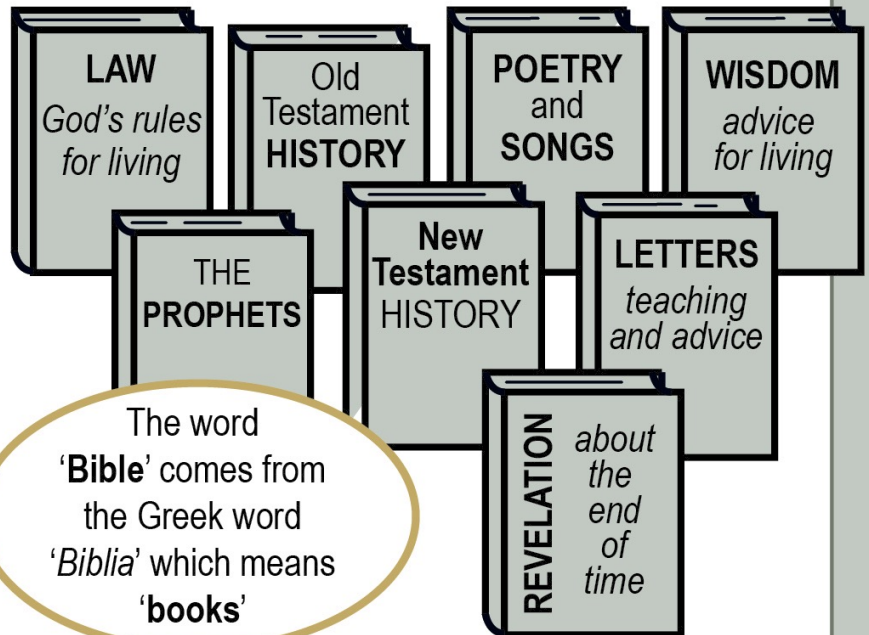 LAW
God's rules
for living
Old
Testament
HISTORY
POETRY
and
SONGS
WISDOM
advice
for living
THE
PROPHETS
New
Testament
HISTORY
LETTERS
teaching
and advice
REVELATION
about
the
end
of
time
The word
‘Bible’ comes from
the Greek word
‘Biblia’ which means
‘books’